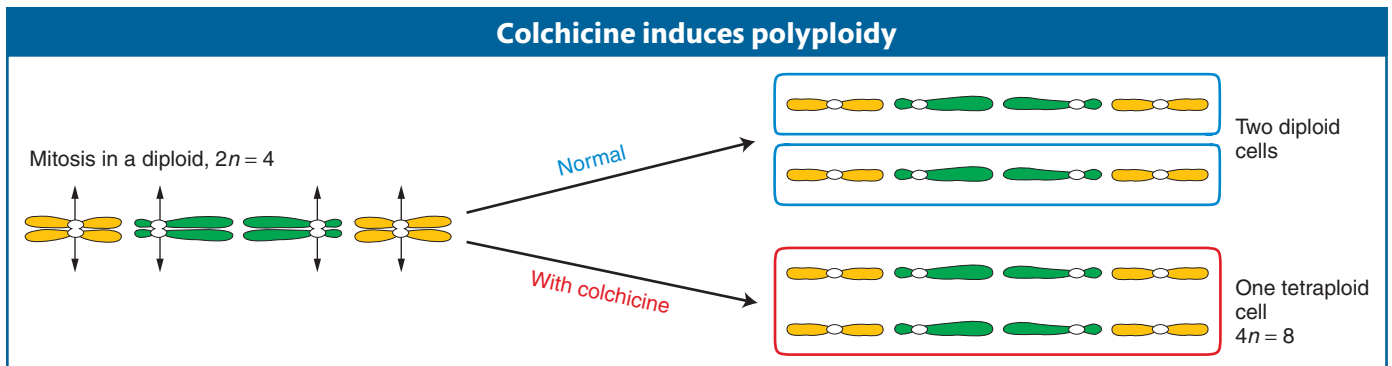 Colchicine induces polyploidy
Mitosis in a diploid, 2n = 4
Normal
With colchicine
Two diploid
cells
One tetraploid
cell
4n = 8